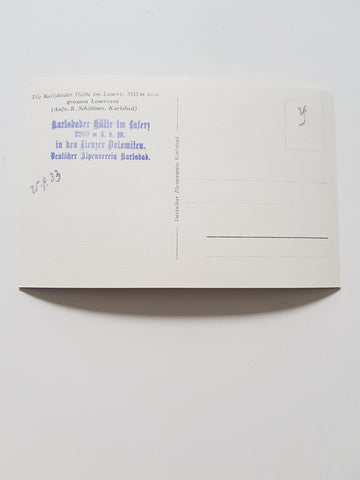 Die Karlsbader Hütte im Laserz, 2252 m
grossen Laserzsee
(Aufn. K. Schöttner, Karlsbad)
Karlsbader Hütte im Laserz
2260 m ü. d. M.
in den Lienzer Dolomiten.
Deutscher Alpenverein Karlsbad.
Deutscher Alpenverein Karlsbad